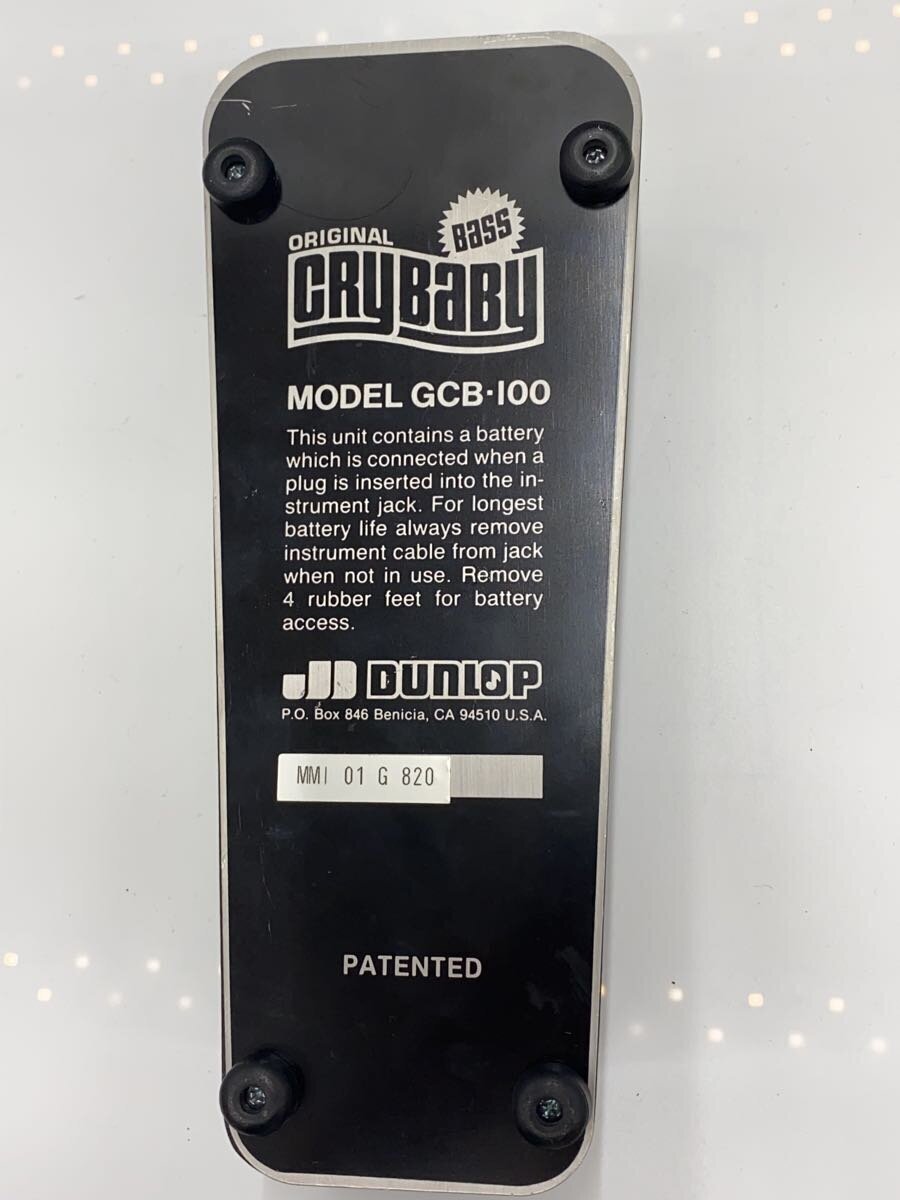 ORIGINAL
BASS
CRYBABY
MODEL GCB-100
This unit contains a battery
which is connected when a
plug is inserted into the in-
strument jack. For longest
battery life always remove
instrument cable from jack
when not in use. Remove
4 rubber feet for battery
access.
JD DUNLOP
P.O. Box 846 Benicia, CA 94510 U.S.A.
MMI 01 G 820
PATENTED